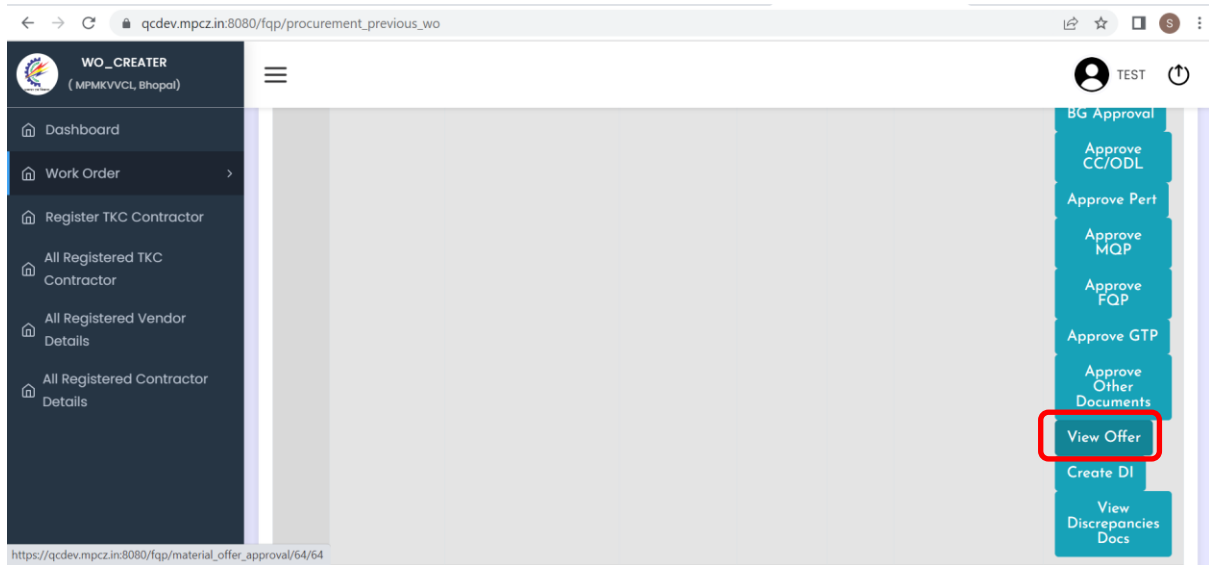 qcdev.mpcz.in:8080/fqp/procurement_previous_wo
S
WO_CREATER
( MPMKVVCL, Bhopal)
TEST
Dashboard
Work Order
Register TKC Contractor
All Registered TKC
Contractor
All Registered Vendor
Details
All Registered Contractor
Details
BG Approval
Approve
CC/ODL
Approve Pert
Approve
MQP
Approve
FQP
Approve GTP
Approve
Other
Documents
View Offer
Create DI
View
Discrepancies
Docs
https://qcdev.mpcz.in:8080/fqp/material_offer_approval/64/64